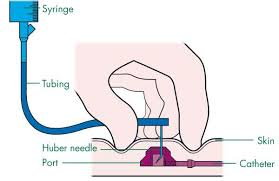 Syringe
Tubing
Skin
Huber needle
Port
Catheter